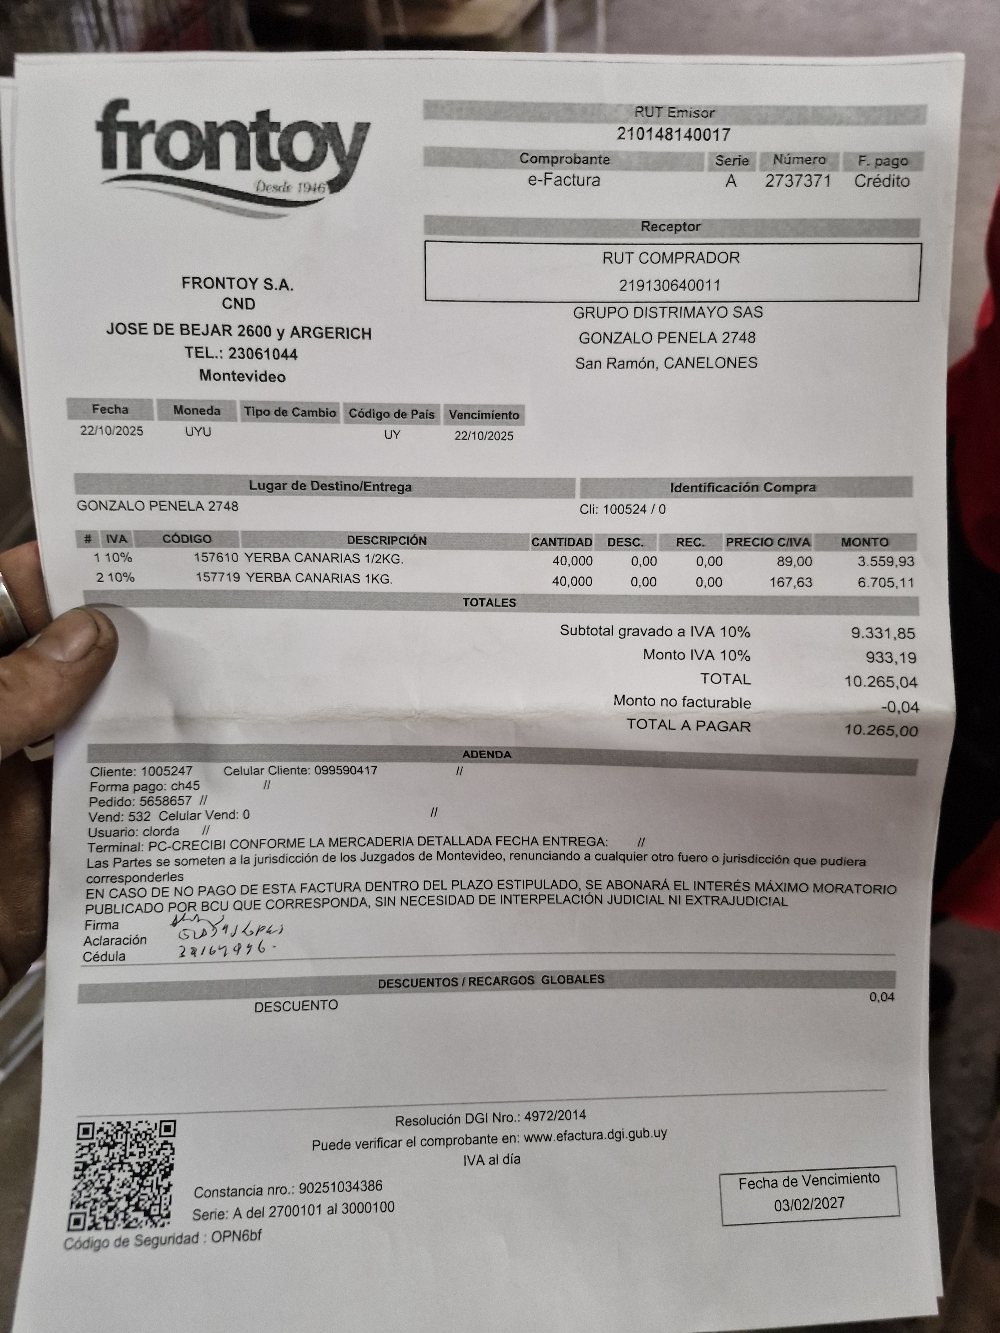 frontoy
Desde 1946
RUT Emisor
210148140017
Comprobante Serie Número F. pago
e-Factura A 2737371 Crédito
Receptor
RUT COMPRADOR
219130640011
GRUPO DISTRIMAYO SAS
GONZALO PENELA 2748
San Ramón, CANELONES
FRONTOY S.A.
CND
JOSE DE BEJAR 2600 y ARGERICH
TEL.: 23061044
Montevideo
Fecha Moneda Tipo de Cambio Código de País Vencimiento
22/10/2025 UYU UY 22/10/2025
Lugar de Destino/Entrega Identificación Compra
GONZALO PENELA 2748 Cli: 100524 / 0
# IVA CÓDIGO DESCRIPCIÓN CANTIDAD DESC. REC. PRECIO C/IVA MONTO
1 10% 157610 YERBA CANARIAS 1/2KG. 40,000 0,00 0,00 89,00 3.559,93
2 10% 157719 YERBA CANARIAS 1KG. 40,000 0,00 0,00 167,63 6.705,11
TOTALES
Subtotal gravado a IVA 10% 9.331,85
Monto IVA 10% 933,19
TOTAL 10.265,04
Monto no facturable -0,04
TOTAL A PAGAR 10.265,00
ADENDA
Cliente: 1005247 Celular Cliente: 099590417 //
Forma pago: ch45 //
Pedido: 5658657 //
Vend: 532 Celular Vend: 0 //
Usuario: clorda //
Terminal: PC-CRECIBI CONFORME LA MERCADERIA DETALLADA FECHA ENTREGA: //
Las Partes se someten a la jurisdicción de los Juzgados de Montevideo, renunciando a cualquier otro fuero o jurisdicción que pudiera
corresponderles
EN CASO DE NO PAGO DE ESTA FACTURA DENTRO DEL PLAZO ESTIPULADO, SE ABONARÁ EL INTERÉS MÁXIMO MORATORIO
PUBLICADO POR BCU QUE CORRESPONDA, SIN NECESIDAD DE INTERPELACIÓN JUDICIAL NI EXTRAJUDICIAL
Firma
Aclaración
Cédula
DESCUENTOS / RECARGOS GLOBALES
DESCUENTO 0,04
Resolución DGI Nro.: 4972/2014
Puede verificar el comprobante en: www.efactura.dgi.gub.uy
IVA al día
Constancia nro.: 90251034386
Serie: A del 2700101 al 3000100
Código de Seguridad : OPN6bf
Fecha de Vencimiento
03/02/2027